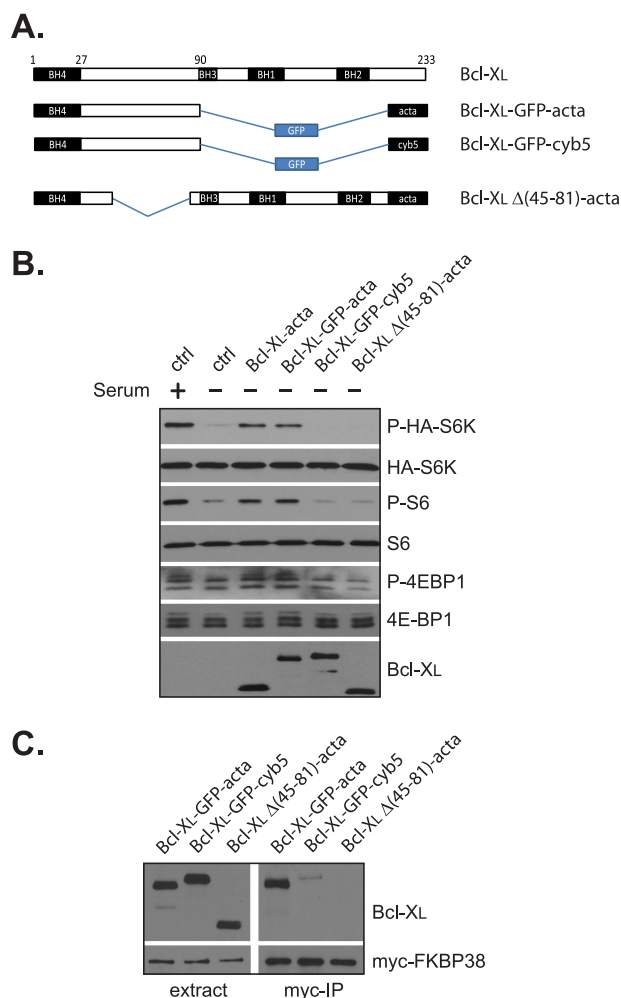 A.
1 27 90 233
BH4 BH3 BH1 BH2 Bcl-XL
BH4 GFP acta Bcl-XL-GFP-acta
BH4 GFP cyb5 Bcl-XL-GFP-cyb5
BH4 BH3 BH1 BH2 acta Bcl-XL Δ(45-81)-acta
B.
ctrl ctrl Bcl-XL-acta Bcl-XL-GFP-acta Bcl-XL-GFP-cyb5 Bcl-XL Δ(45-81)-acta
Serum + – – – – –
P-HA-S6K
HA-S6K
P-S6
S6
P-4EBP1
4E-BP1
Bcl-XL
C.
Bcl-XL-GFP-acta Bcl-XL-GFP-cyb5 Bcl-XL Δ(45-81)-acta Bcl-XL-GFP-acta Bcl-XL-GFP-cyb5 Bcl-XL Δ(45-81)-acta
Bcl-XL
myc-FKBP38
extract myc-IP